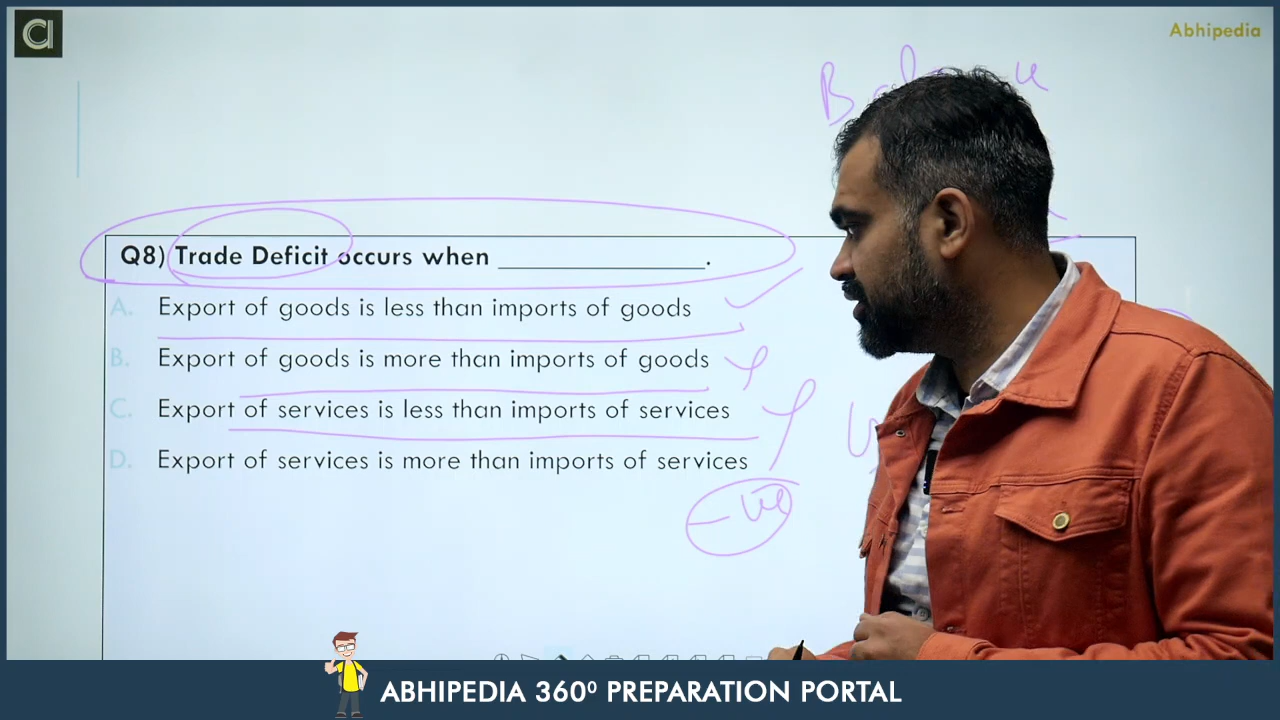 Abhipedia
Q8) Trade Deficit occurs when ____________________.
A. Export of goods is less than imports of goods
B. Export of goods is more than imports of goods
C. Export of services is less than imports of services
D. Export of services is more than imports of services
-ve
ABHIPEDIA 360⁰ PREPARATION PORTAL